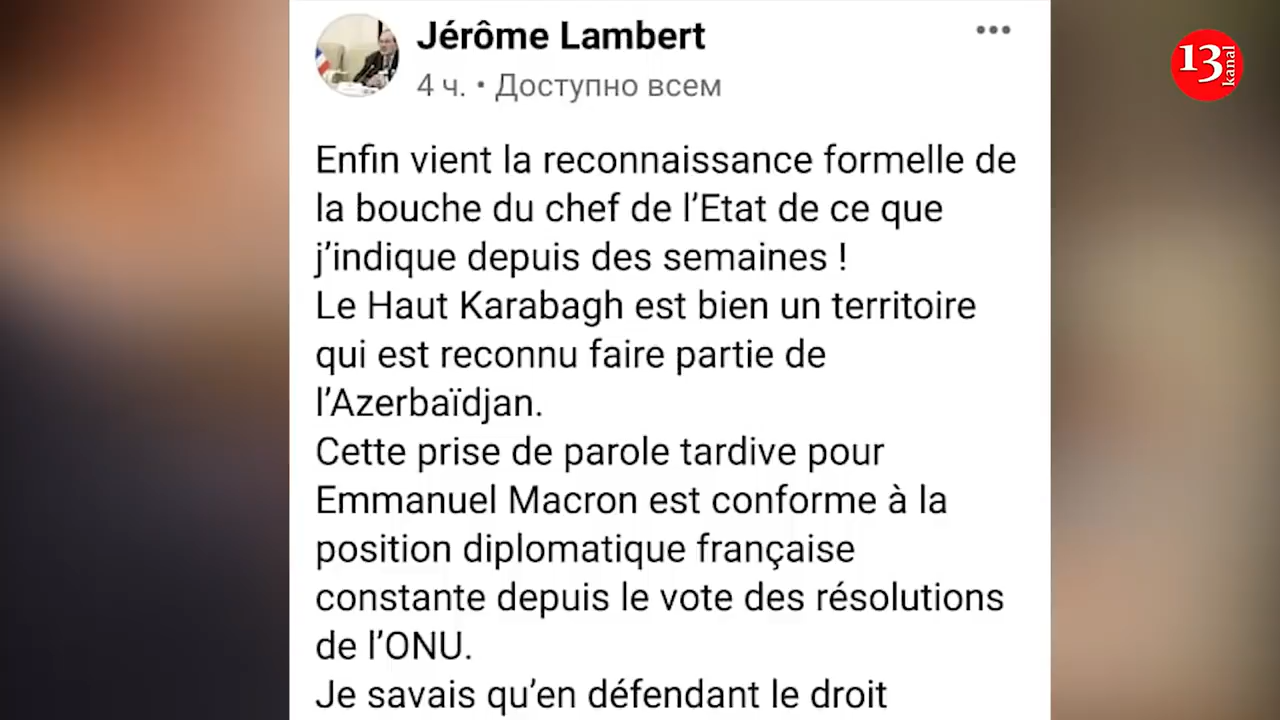 Jérôme Lambert
4 ч. • Доступно всем
13 kanal
Enfin vient la reconnaissance formelle de
la bouche du chef de l’Etat de ce que
j’indique depuis des semaines !
Le Haut Karabagh est bien un territoire
qui est reconnu faire partie de
l’Azerbaïdjan.
Cette prise de parole tardive pour
Emmanuel Macron est conforme à la
position diplomatique française
constante depuis le vote des résolutions
de l’ONU.
Je savais qu’en défendant le droit